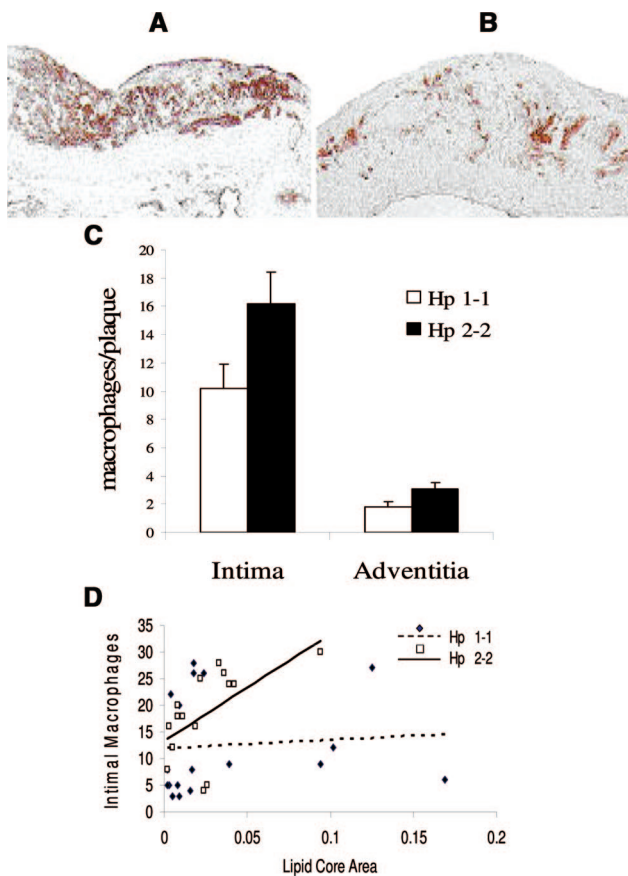 A
B
C
20
18
16
14
12
10
8
6
4
2
0
macrophages/plaque
Hp 1-1
Hp 2-2
Intima
Adventitia
D
35
30
25
20
15
10
5
0
Intimal Macrophages
Hp 1-1
Hp 2-2
0
0.05
0.1
0.15
0.2
Lipid Core Area